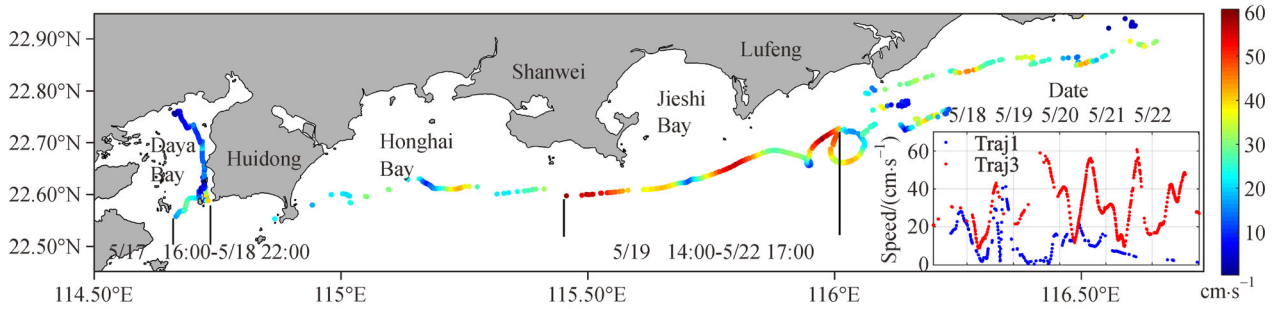 22.90°N
22.80°N
22.70°N
22.60°N
22.50°N
114.50°E
115°E
115.50°E
116°E
116.50°E
Daya
Bay
Huidong
Honghai
Bay
Shanwei
Jieshi
Bay
Lufeng
5/17 16:00-5/18 22:00
5/19 14:00-5/22 17:00
Date
5/18 5/19 5/20 5/21 5/22
Traj1
Traj3
Speed/(cm·s⁻¹)
60
40
20
0
60
50
40
30
20
10
0
cm·s⁻¹